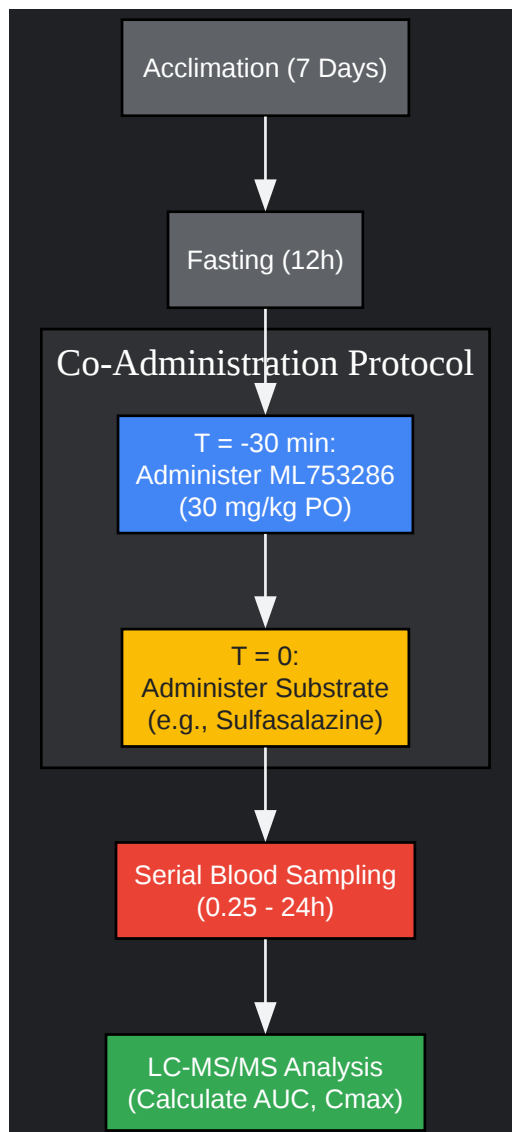 Acclimation (7 Days)
Fasting (12h)
Co-Administration Protocol
T = -30 min:
Administer ML753286
(30 mg/kg PO)
T = 0:
Administer Substrate
(e.g., Sulfasalazine)
Serial Blood Sampling
(0.25 - 24h)
LC-MS/MS Analysis
(Calculate AUC, Cmax)